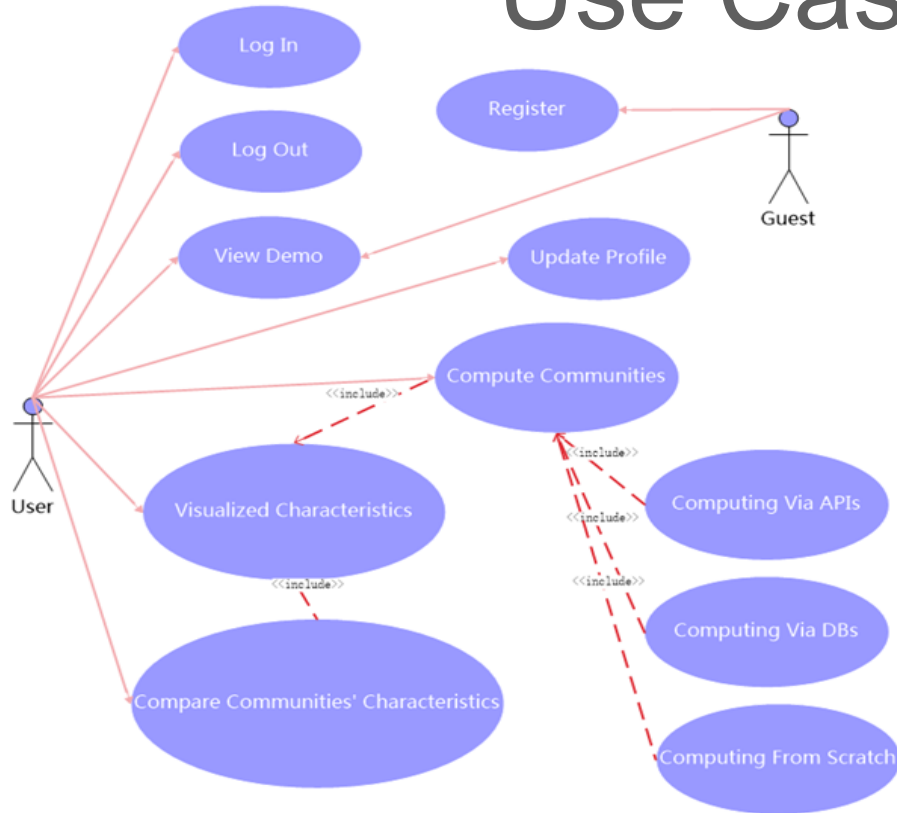 Use Cas
Log In
Register
Log Out
Guest
View Demo
Update Profile
Compute Communities
<<include>>
<<include>>
User
Visualized Characteristics
Computing Via APIs
<<include>>
<<include>>
<<include>>
Computing Via DBs
Compare Communities' Characteristics
Computing From Scratch